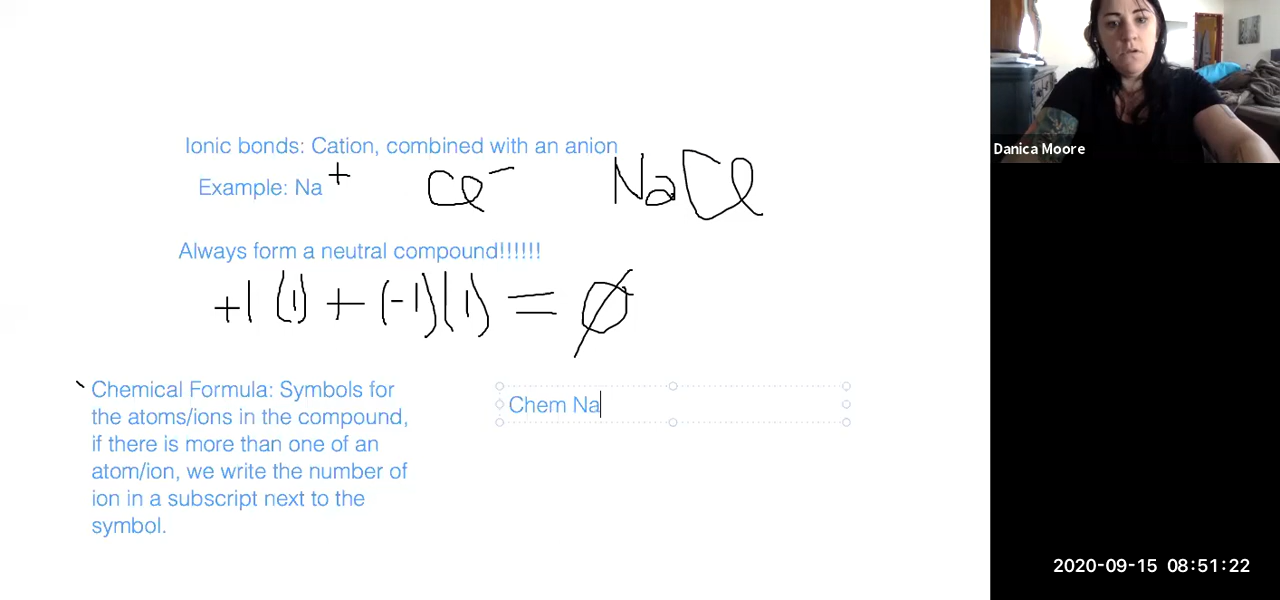 Ionic bonds: Cation, combined with an anion
Example: Na + Cl - NaCl
Always form a neutral compound!!!!!!
+1 (1) + (-1)(1) = 0
Chemical Formula: Symbols for
the atoms/ions in the compound,
if there is more than one of an
atom/ion, we write the number of
ion in a subscript next to the
symbol.
Chem Na
Danica Moore
2020-09-15 08:51:22